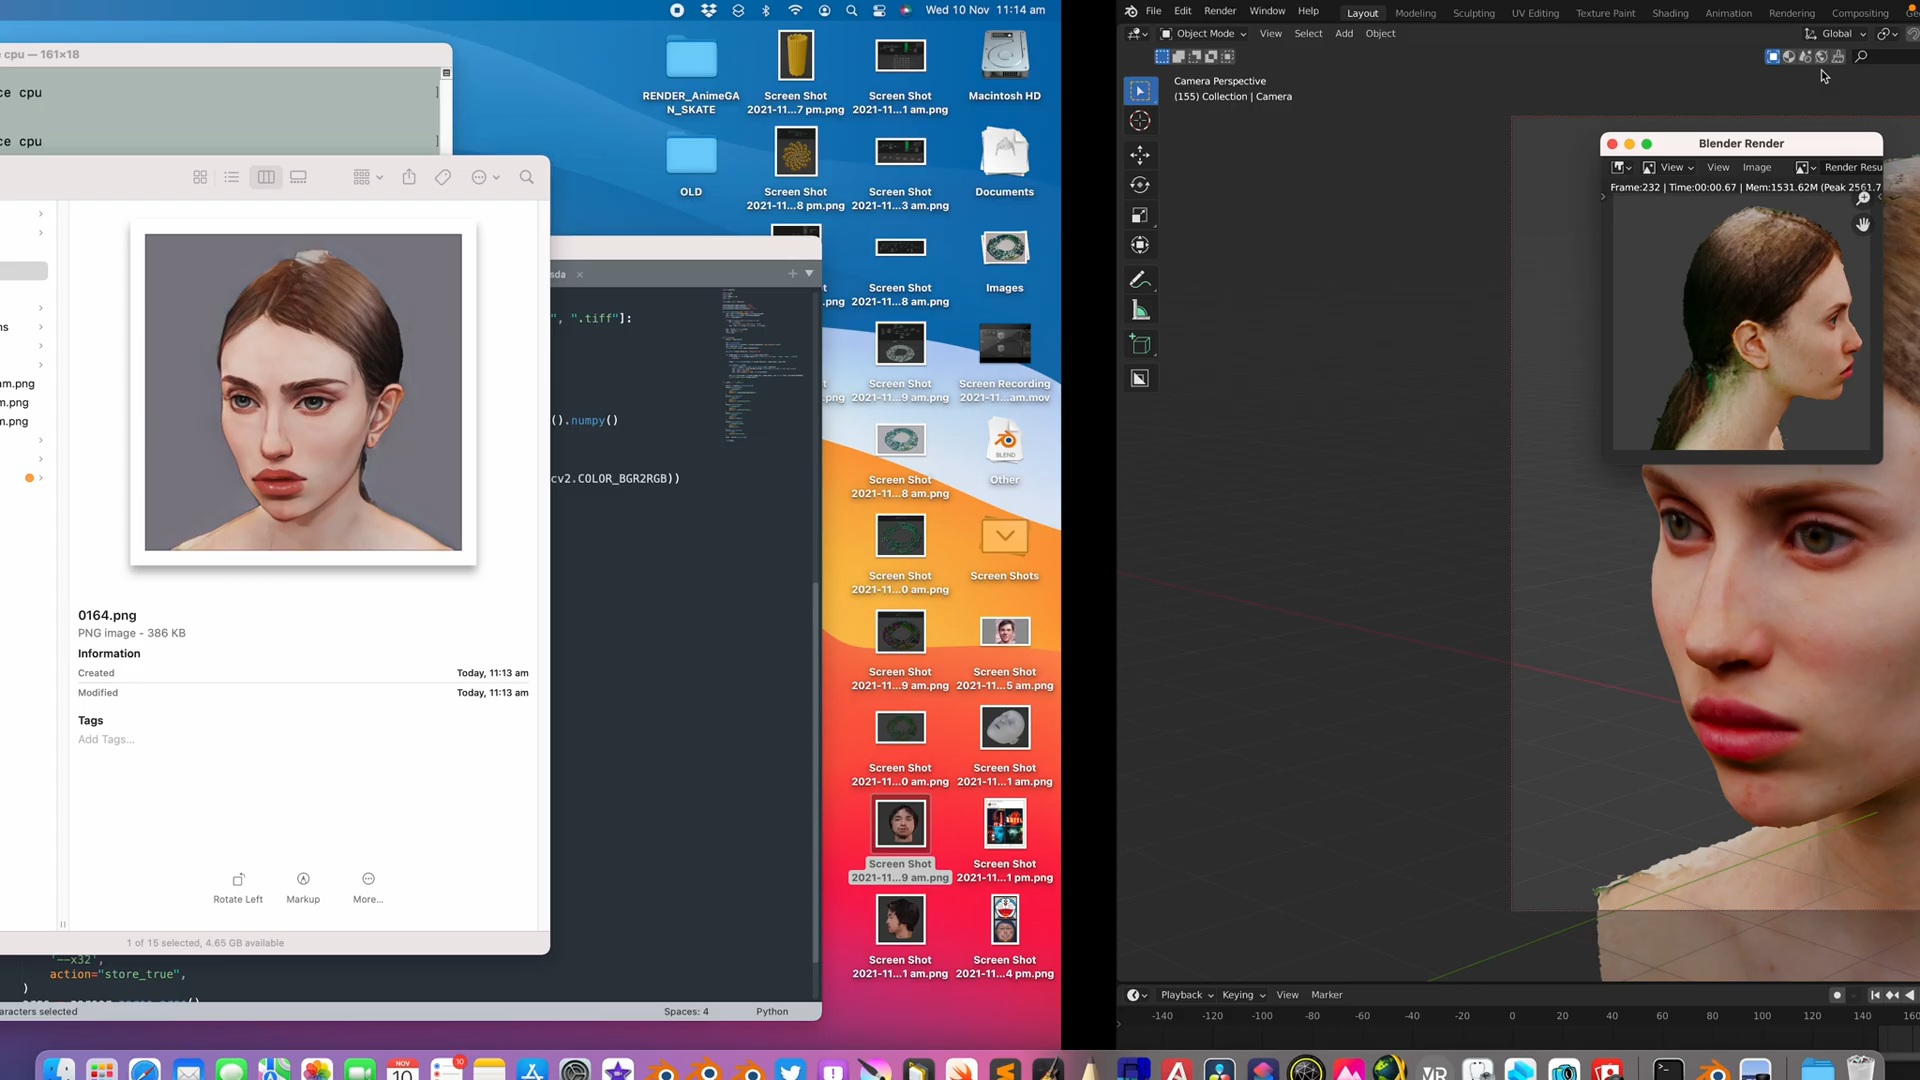 Wed 10 Nov 11:14 am
cpu — 161×18
ce cpu
]
ce cpu
]
ns
am.png
m.png
m.png
0164.png
PNG image - 386 KB
Information
Created Today, 11:13 am
Modified Today, 11:13 am
Tags
Add Tags...
Rotate Left Markup More...
1 of 15 selected, 4.65 GB available
sda
", ".tiff"]:
().numpy()
cv2.COLOR_BGR2RGB))
'--x32',
action="store_true",
)
aracters selected
Spaces: 4 Python
RENDER_AnimeGA
N_SKATE
Screen Shot
2021-11...7 pm.png
Screen Shot
2021-11...1 am.png
Macintosh HD
OLD
Screen Shot
2021-11...8 pm.png
Screen Shot
2021-11...3 am.png
Documents
.png
Screen Shot
2021-11...8 am.png
Images
.png
Screen Shot
2021-11...9 am.png
Screen Recording
2021-11...am.mov
Screen Shot
2021-11...8 am.png
BLEND
Other
Screen Shot
2021-11...0 am.png
Screen Shots
Screen Shot
2021-11...9 am.png
Screen Shot
2021-11...5 am.png
Screen Shot
2021-11...0 am.png
Screen Shot
2021-11...1 am.png
Screen Shot
2021-11...9 am.png
Screen Shot
2021-11...1 pm.png
Screen Shot
2021-11...1 am.png
Screen Shot
2021-11...4 pm.png
NOV
10
10
File Edit Render Window Help
Layout Modeling Sculpting UV Editing Texture Paint Shading Animation Rendering Compositing
Object Mode View Select Add Object
Global
Camera Perspective
(155) Collection | Camera
Blender Render
View View Image Render Resu
Frame:232 | Time:00:00.67 | Mem:1531.62M (Peak 2561.7
Playback Keying View Marker
-140 -120 -100 -80 -60 -40 -20 0 20 40 60 80 100 120 140 160
VR